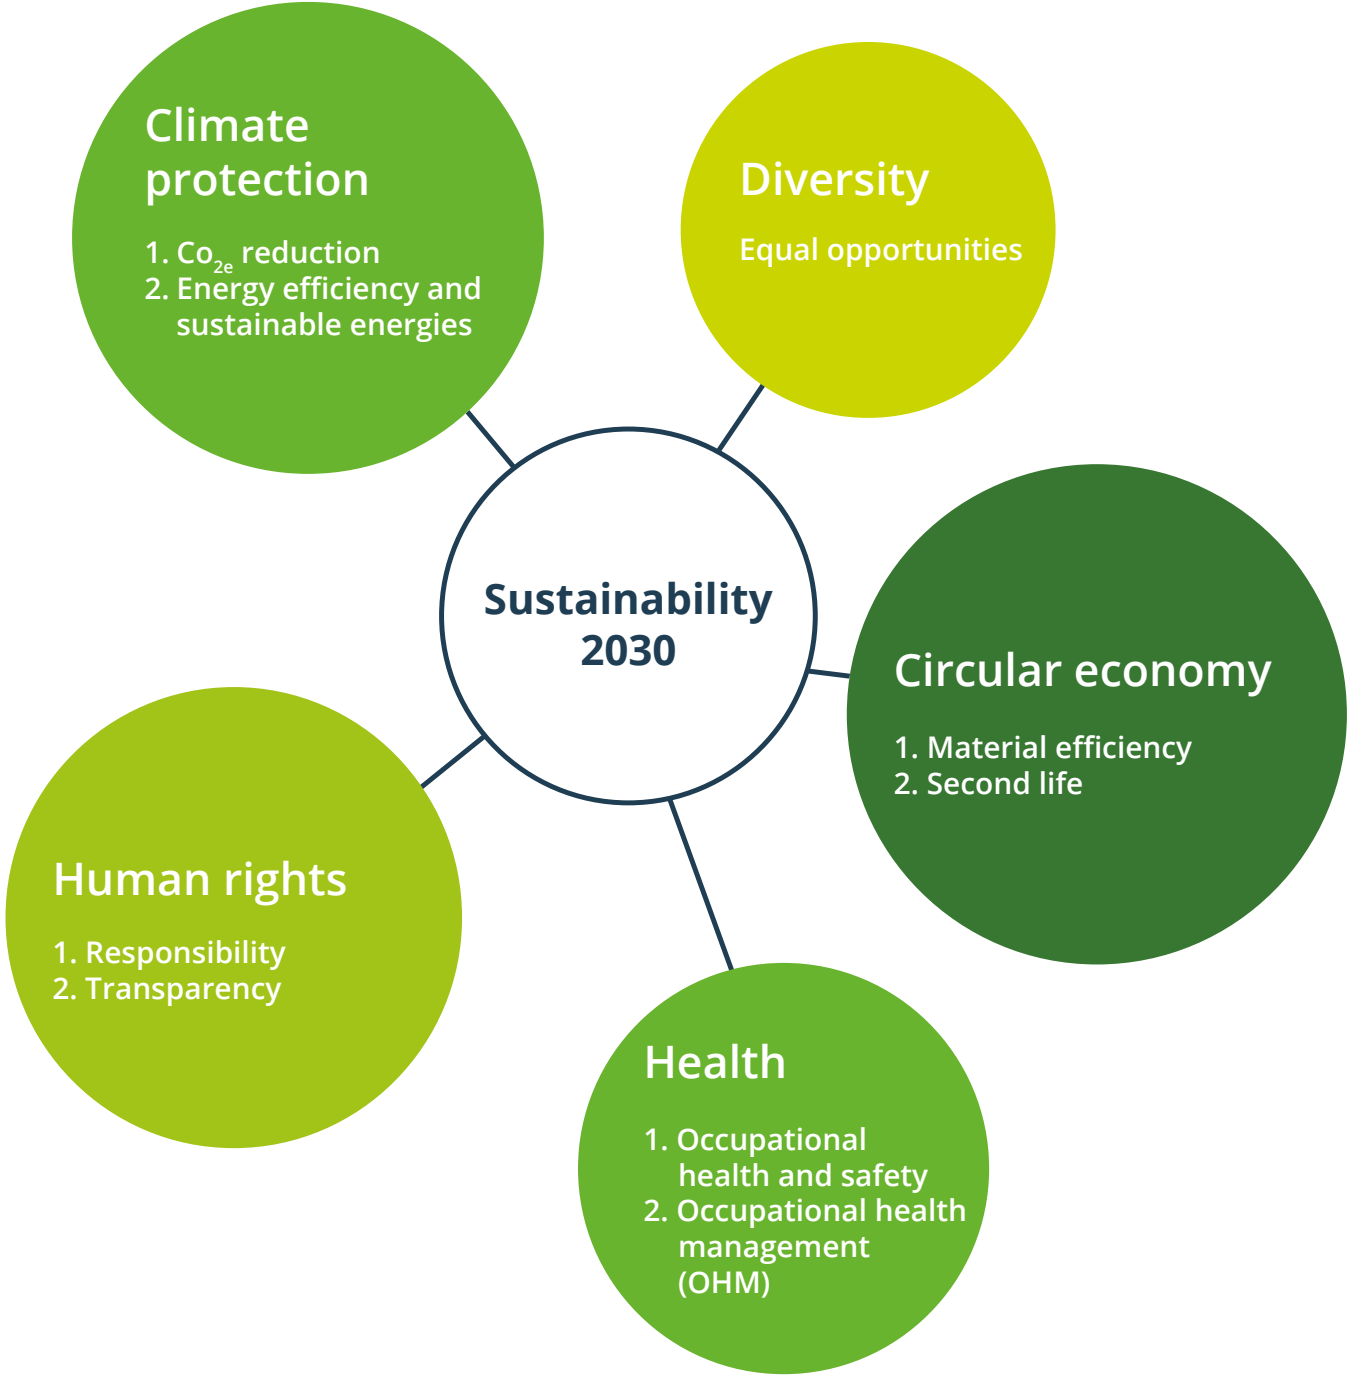 Climate
protection
1. Co2e reduction
2. Energy efficiency and
sustainable energies
Diversity
Equal opportunities
Sustainability
2030
Circular economy
1. Material efficiency
2. Second life
Human rights
1. Responsibility
2. Transparency
Health
1. Occupational
health and safety
2. Occupational health
management
(OHM)